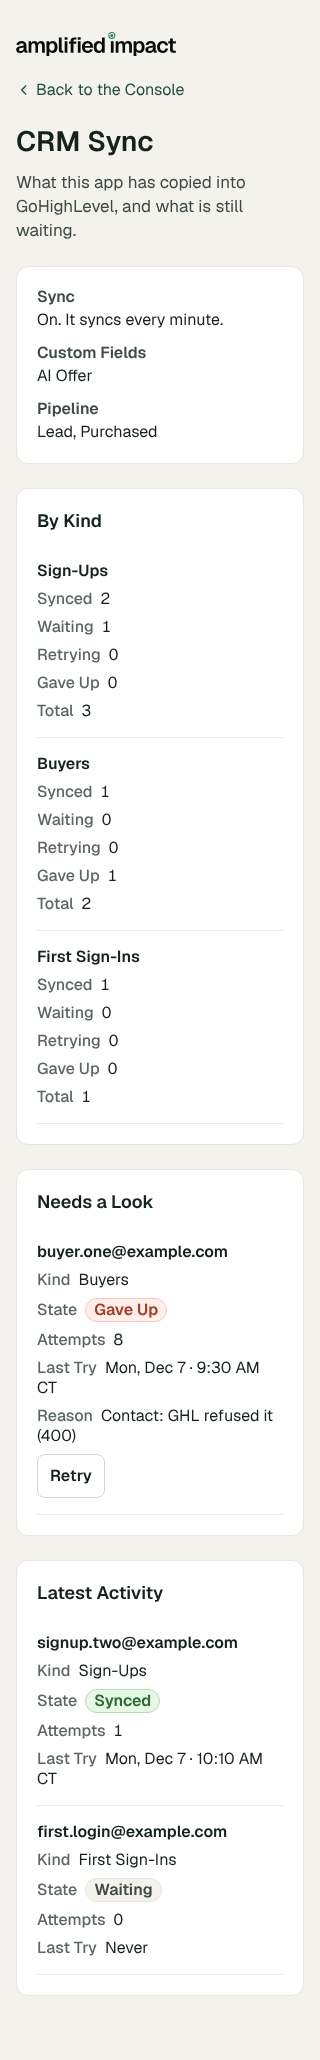 amplified impact
Back to the Console
CRM Sync
What this app has copied into
GoHighLevel, and what is still
waiting.
Sync
On. It syncs every minute.
Custom Fields
AI Offer
Pipeline
Lead, Purchased
By Kind
Sign-Ups
Synced 2
Waiting 1
Retrying 0
Gave Up 0
Total 3
Buyers
Synced 1
Waiting 0
Retrying 0
Gave Up 1
Total 2
First Sign-Ins
Synced 1
Waiting 0
Retrying 0
Gave Up 0
Total 1
Needs a Look
buyer.one@example.com
Kind Buyers
State Gave Up
Attempts 8
Last Try Mon, Dec 7 · 9:30 AM
CT
Reason Contact: GHL refused it
(400)
Retry
Latest Activity
signup.two@example.com
Kind Sign-Ups
State Synced
Attempts 1
Last Try Mon, Dec 7 · 10:10 AM
CT
first.login@example.com
Kind First Sign-Ins
State Waiting
Attempts 0
Last Try Never